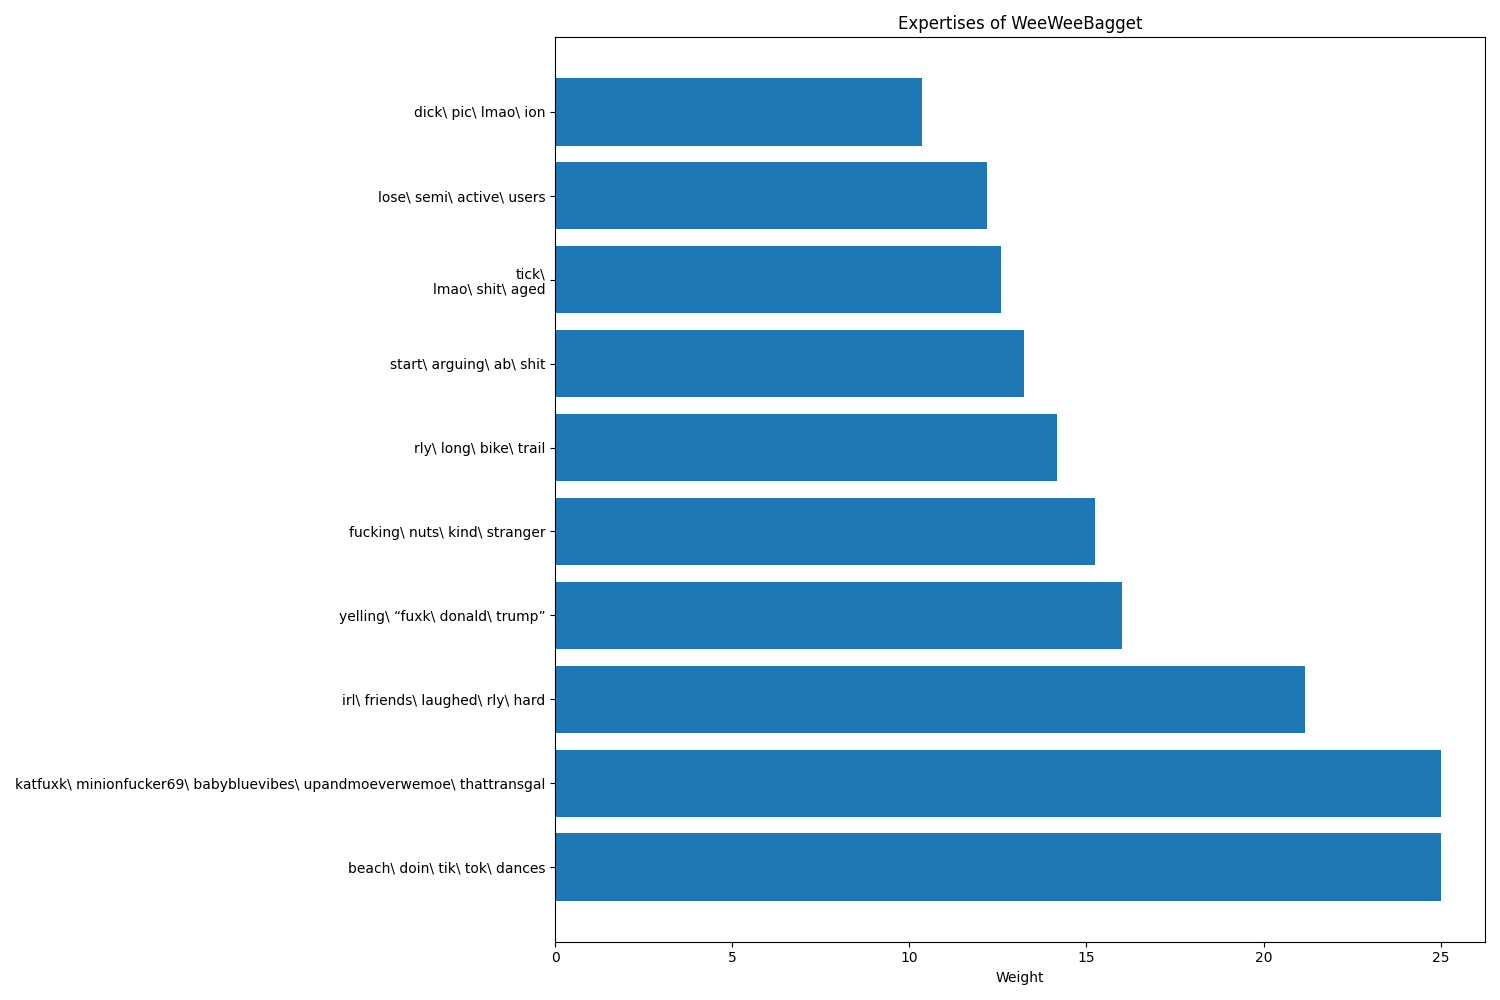 Expertises of WeeWeeBagget
dick\ pic\ lmao\ ion
lose\ semi\ active\ users
tick\
lmao\ shit\ aged
start\ arguing\ ab\ shit
rly\ long\ bike\ trail
fucking\ nuts\ kind\ stranger
yelling\ “fuxk\ donald\ trump”
irl\ friends\ laughed\ rly\ hard
katfuxk\ minionfucker69\ babybluevibes\ upandmoeverwemoe\ thattransgal
beach\ doin\ tik\ tok\ dances
0 5 10 15 20 25
Weight